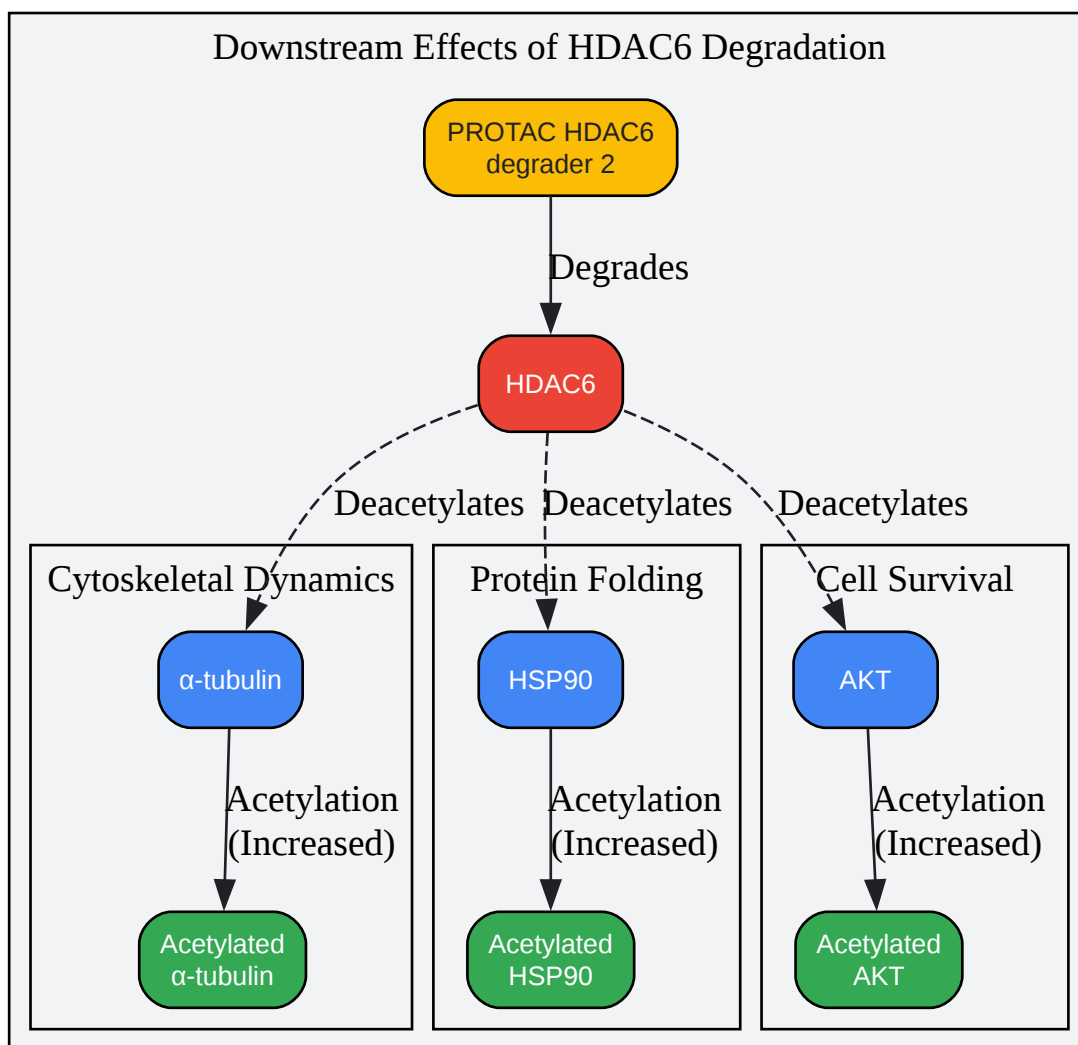 Downstream Effects of HDAC6 Degradation
PROTAC HDAC6
degrader 2
Degrades
HDAC6
Deacetylates
Deacetylates
Deacetylates
Cytoskeletal Dynamics
Protein Folding
Cell Survival
α-tubulin
HSP90
AKT
Acetylation
(Increased)
Acetylation
(Increased)
Acetylation
(Increased)
Acetylated
α-tubulin
Acetylated
HSP90
Acetylated
AKT